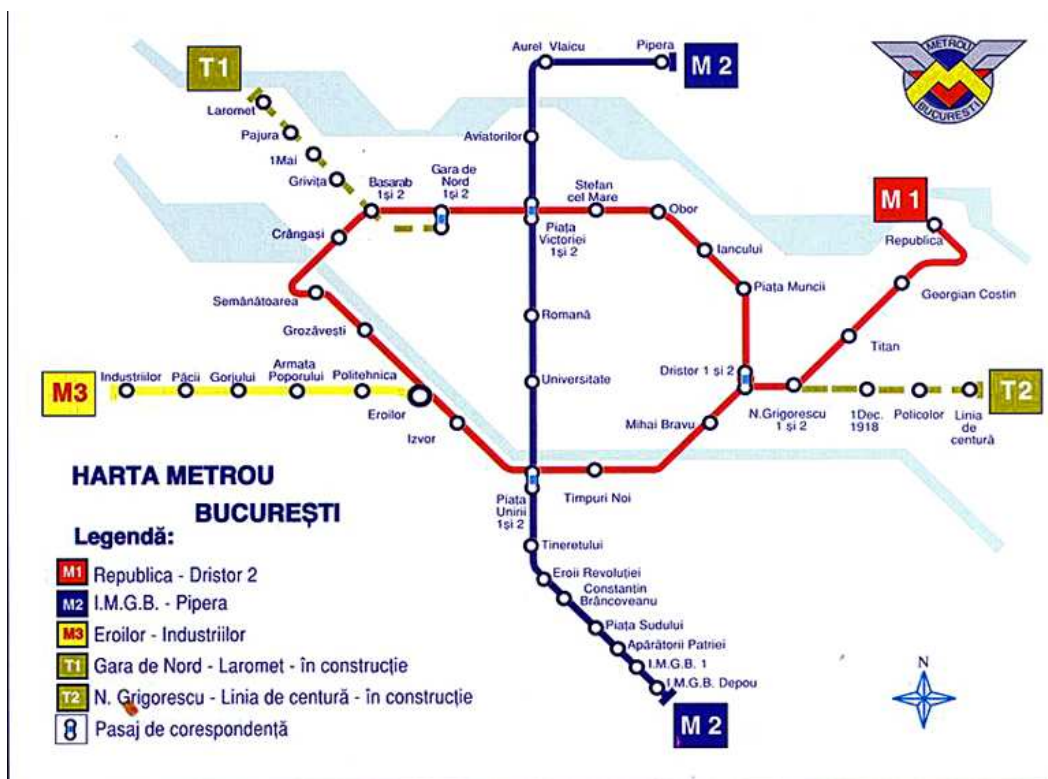 T1
Aurel Vlaicu
Pipera
M 2
METROU
BUCUREȘTI
Laromet
Pajura
1Mai
Grivița
Aviatorilor
Basarab
1și 2
Gara de
Nord
1și 2
Stefan
cel Mare
M 1
Obor
Republica
Crângași
Piața
Victoriei
1și 2
Iancului
Piața Muncii
Georgian Costin
Semănătoarea
Grozăvești
Romană
Titan
M3
Industriilor
Păcii
Gorjului
Armata
Poporului
Politehnica
Universitate
Dristor 1 și 2
T2
Eroilor
Izvor
Mihai Bravu
N.Grigorescu
1 și 2
1Dec.
1918
Policolor
Linia
de
centură
HARTA METROU
BUCUREȘTI
Piața
Unirii
1și 2
Timpuri Noi
Legendă:
M1 Republica - Dristor 2
M2 I.M.G.B. - Pipera
M3 Eroilor - Industriilor
T1 Gara de Nord - Laromet - în construcție
T2 N. Grigorescu - Linia de centură - în construcție
Pasaj de corespondență
Tineretului
Eroii Revoluției
Constantin
Brâncoveanu
Piața Sudului
Apărătorii Patriei
I.M.G.B. 1
I.M.G.B. Depou
M 2
N